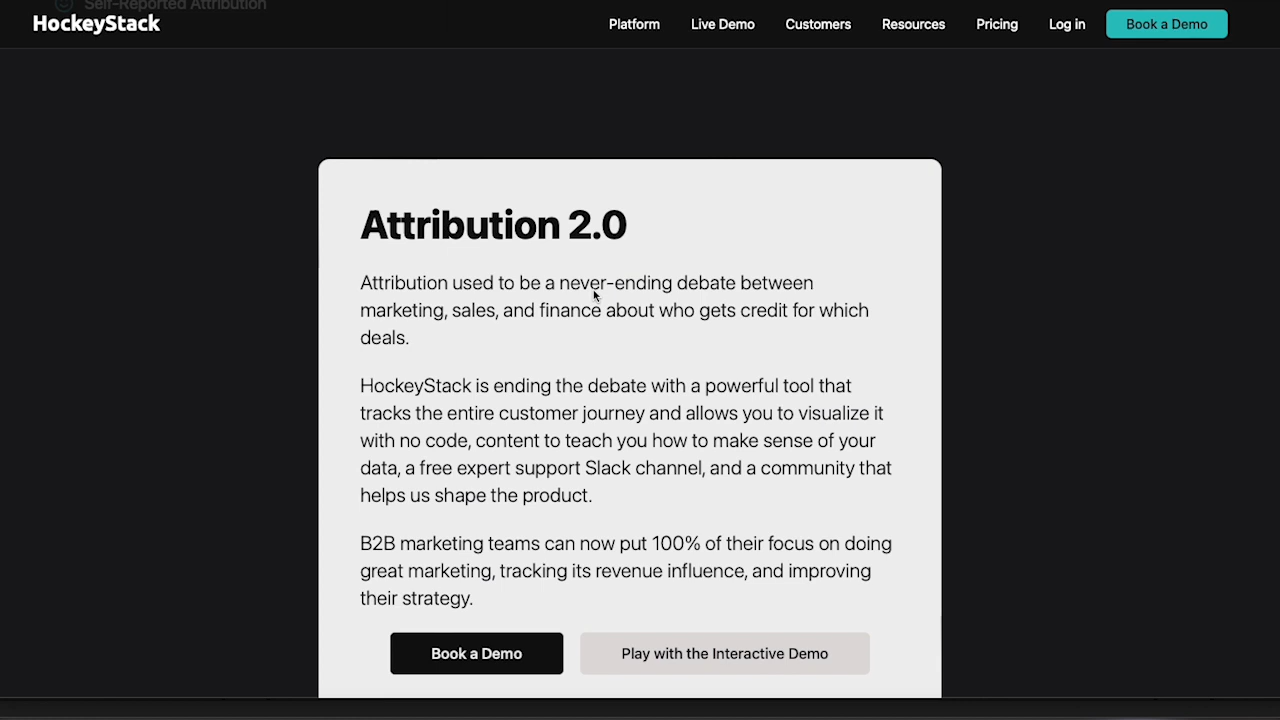 Self-Reported Attribution
HockeyStack
Platform
Live Demo
Customers
Resources
Pricing
Log in
Book a Demo
Attribution 2.0
Attribution used to be a never-ending debate between
marketing, sales, and finance about who gets credit for which
deals.
HockeyStack is ending the debate with a powerful tool that
tracks the entire customer journey and allows you to visualize it
with no code, content to teach you how to make sense of your
data, a free expert support Slack channel, and a community that
helps us shape the product.
B2B marketing teams can now put 100% of their focus on doing
great marketing, tracking its revenue influence, and improving
their strategy.
Book a Demo
Play with the Interactive Demo